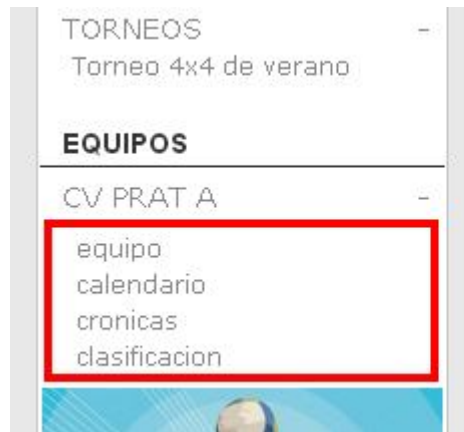 TORNEOS -
Torneo 4x4 de verano
EQUIPOS
CV PRAT A -
equipo
calendario
cronicas
clasificacion